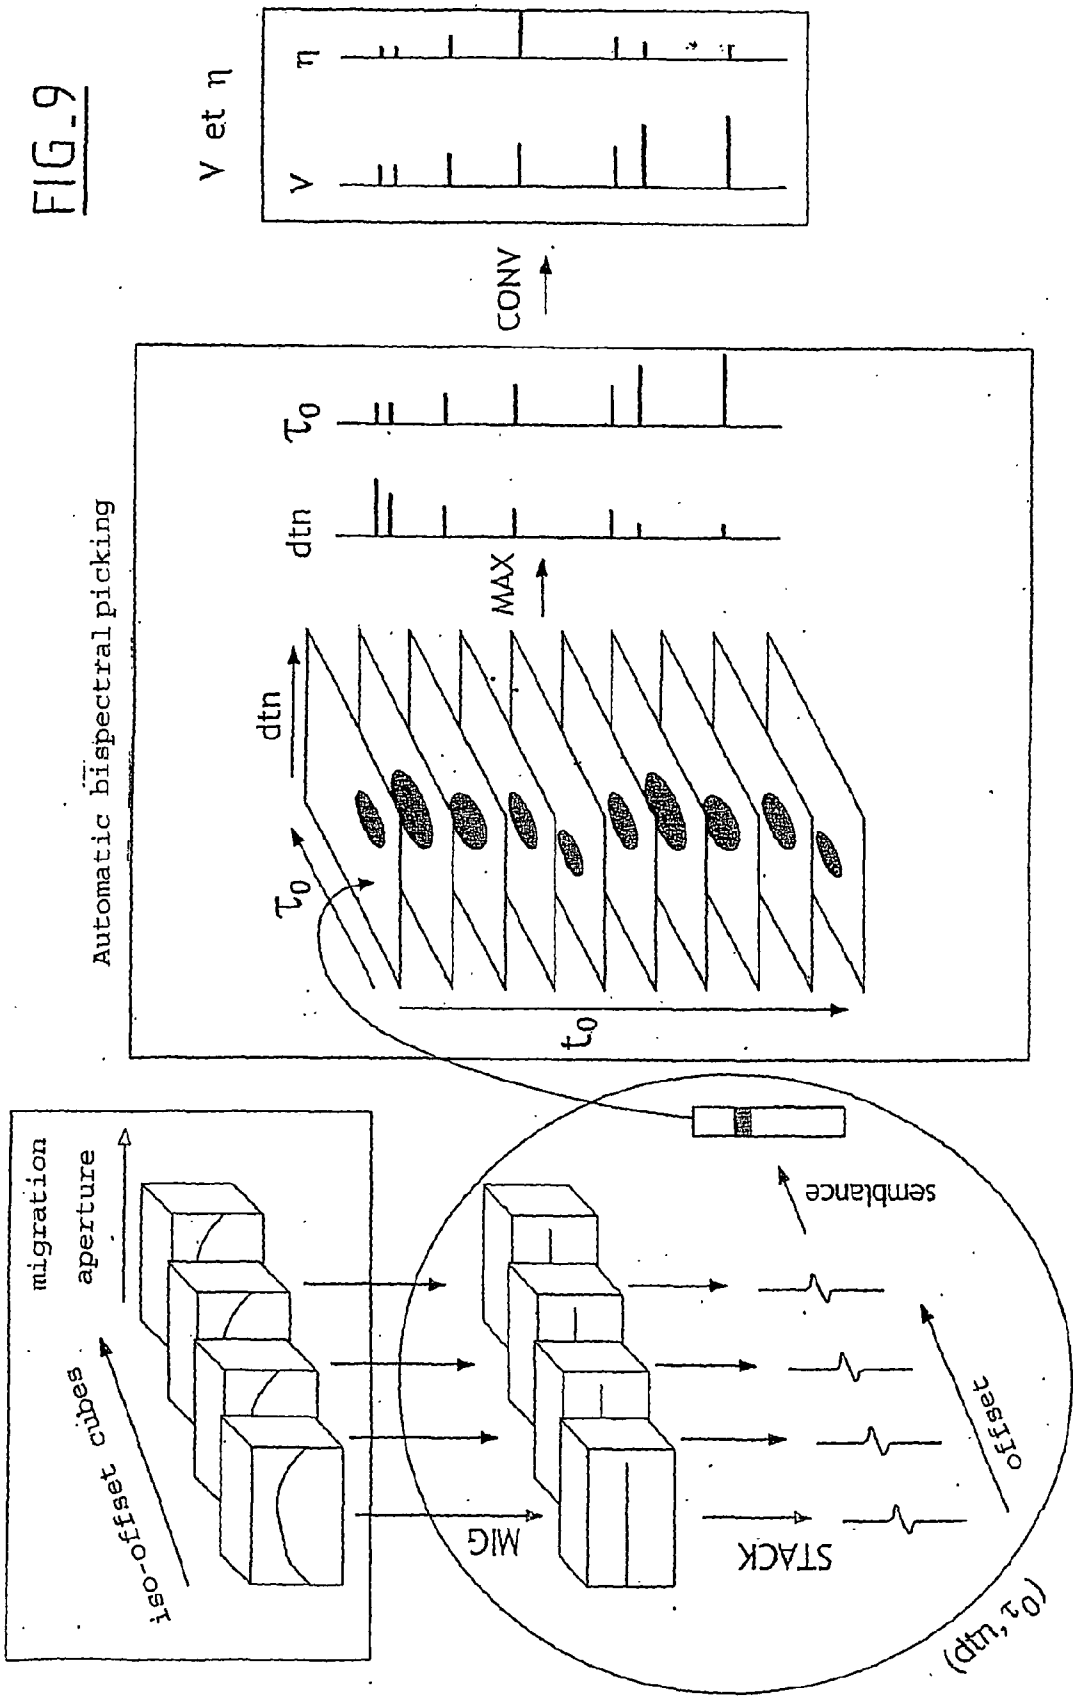 FIG_9
migration
aperture
iso-offset cubes
MIG
STACK
semblance
offset
(dtn, τ0)
Automatic bispectral picking
τ0
dtn
t0
MAX
dtn
τ0
CONV
V et η
V
η